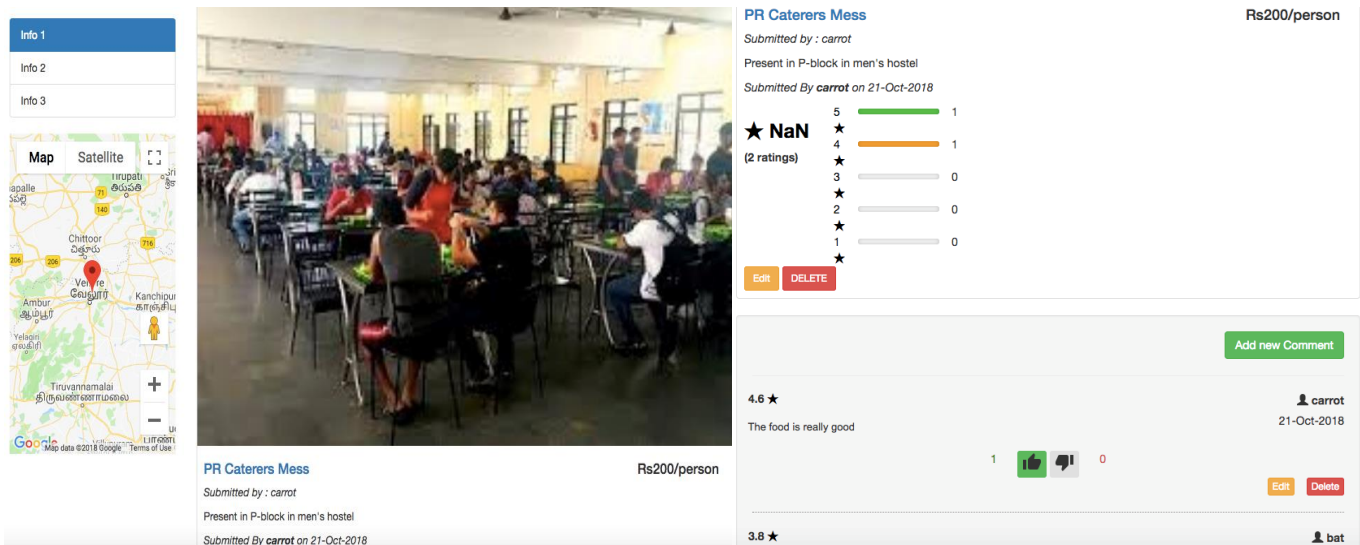 Info 1
Info 2
Info 3
Map Satellite
Tirupati
తిరుపతి
71
140
Chittoor
చిత్తూరు
716
206 206
வேலூர்
Ambur
ஆம்பூர்
Kanchipur
Yelagiri
ஏலகிரி
Tiruvannamalai
திருவண்ணாமலை
Google
Map data ©2018 Google Terms of Use
PR Caterers Mess Rs200/person
Submitted by : carrot
Present in P-block in men's hostel
Submitted By carrot on 21-Oct-2018
PR Caterers Mess Rs200/person
Submitted by : carrot
Present in P-block in men's hostel
Submitted By carrot on 21-Oct-2018
★ NaN
(2 ratings)
5 ★ 1
4 ★ 1
3 ★ 0
2 ★ 0
1 ★ 0
Edit DELETE
Add new Comment
4.6 ★ carrot
The food is really good 21-Oct-2018
1 0
Edit Delete
3.8 ★ bat